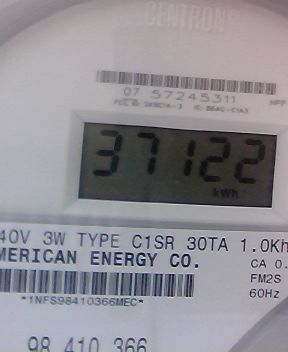 CENTRON®
07 57245311
37122
kWh
40V 3W TYPE C1SR 30TA 1.0Kh
MERICAN ENERGY CO.
CA 0.
FM2S
60Hz
*1NFS98410366MEC*
98 410 366